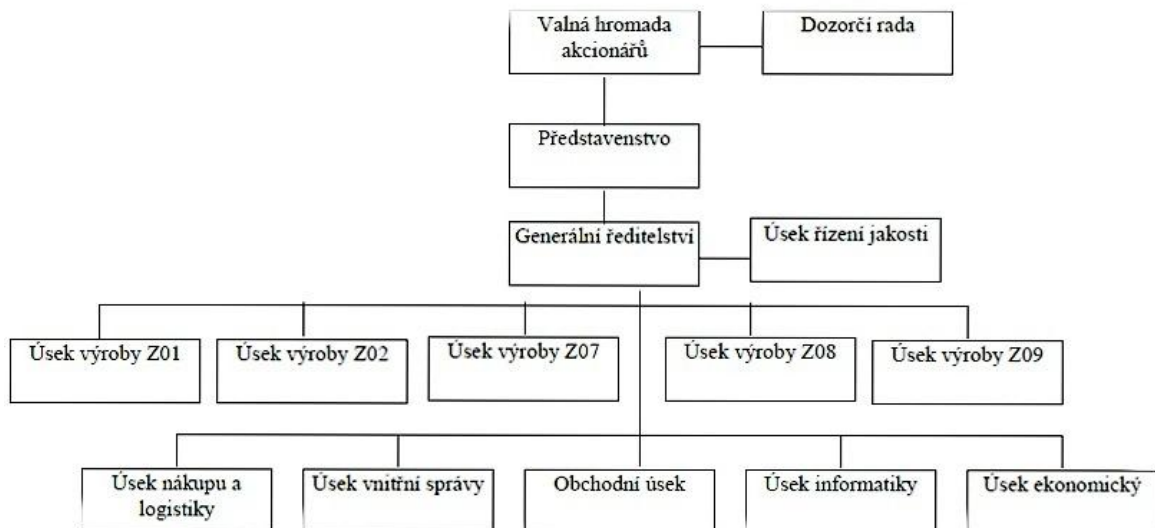 Valná hromada
akcionářů
Dozorčí rada
Představenstvo
Generální ředitelství
Úsek řízení jakosti
Úsek výroby Z01
Úsek výroby Z02
Úsek výroby Z07
Úsek výroby Z08
Úsek výroby Z09
Úsek nákupu a
logistiky
Úsek vnitřní správy
Obchodní úsek
Úsek informatiky
Úsek ekonomický